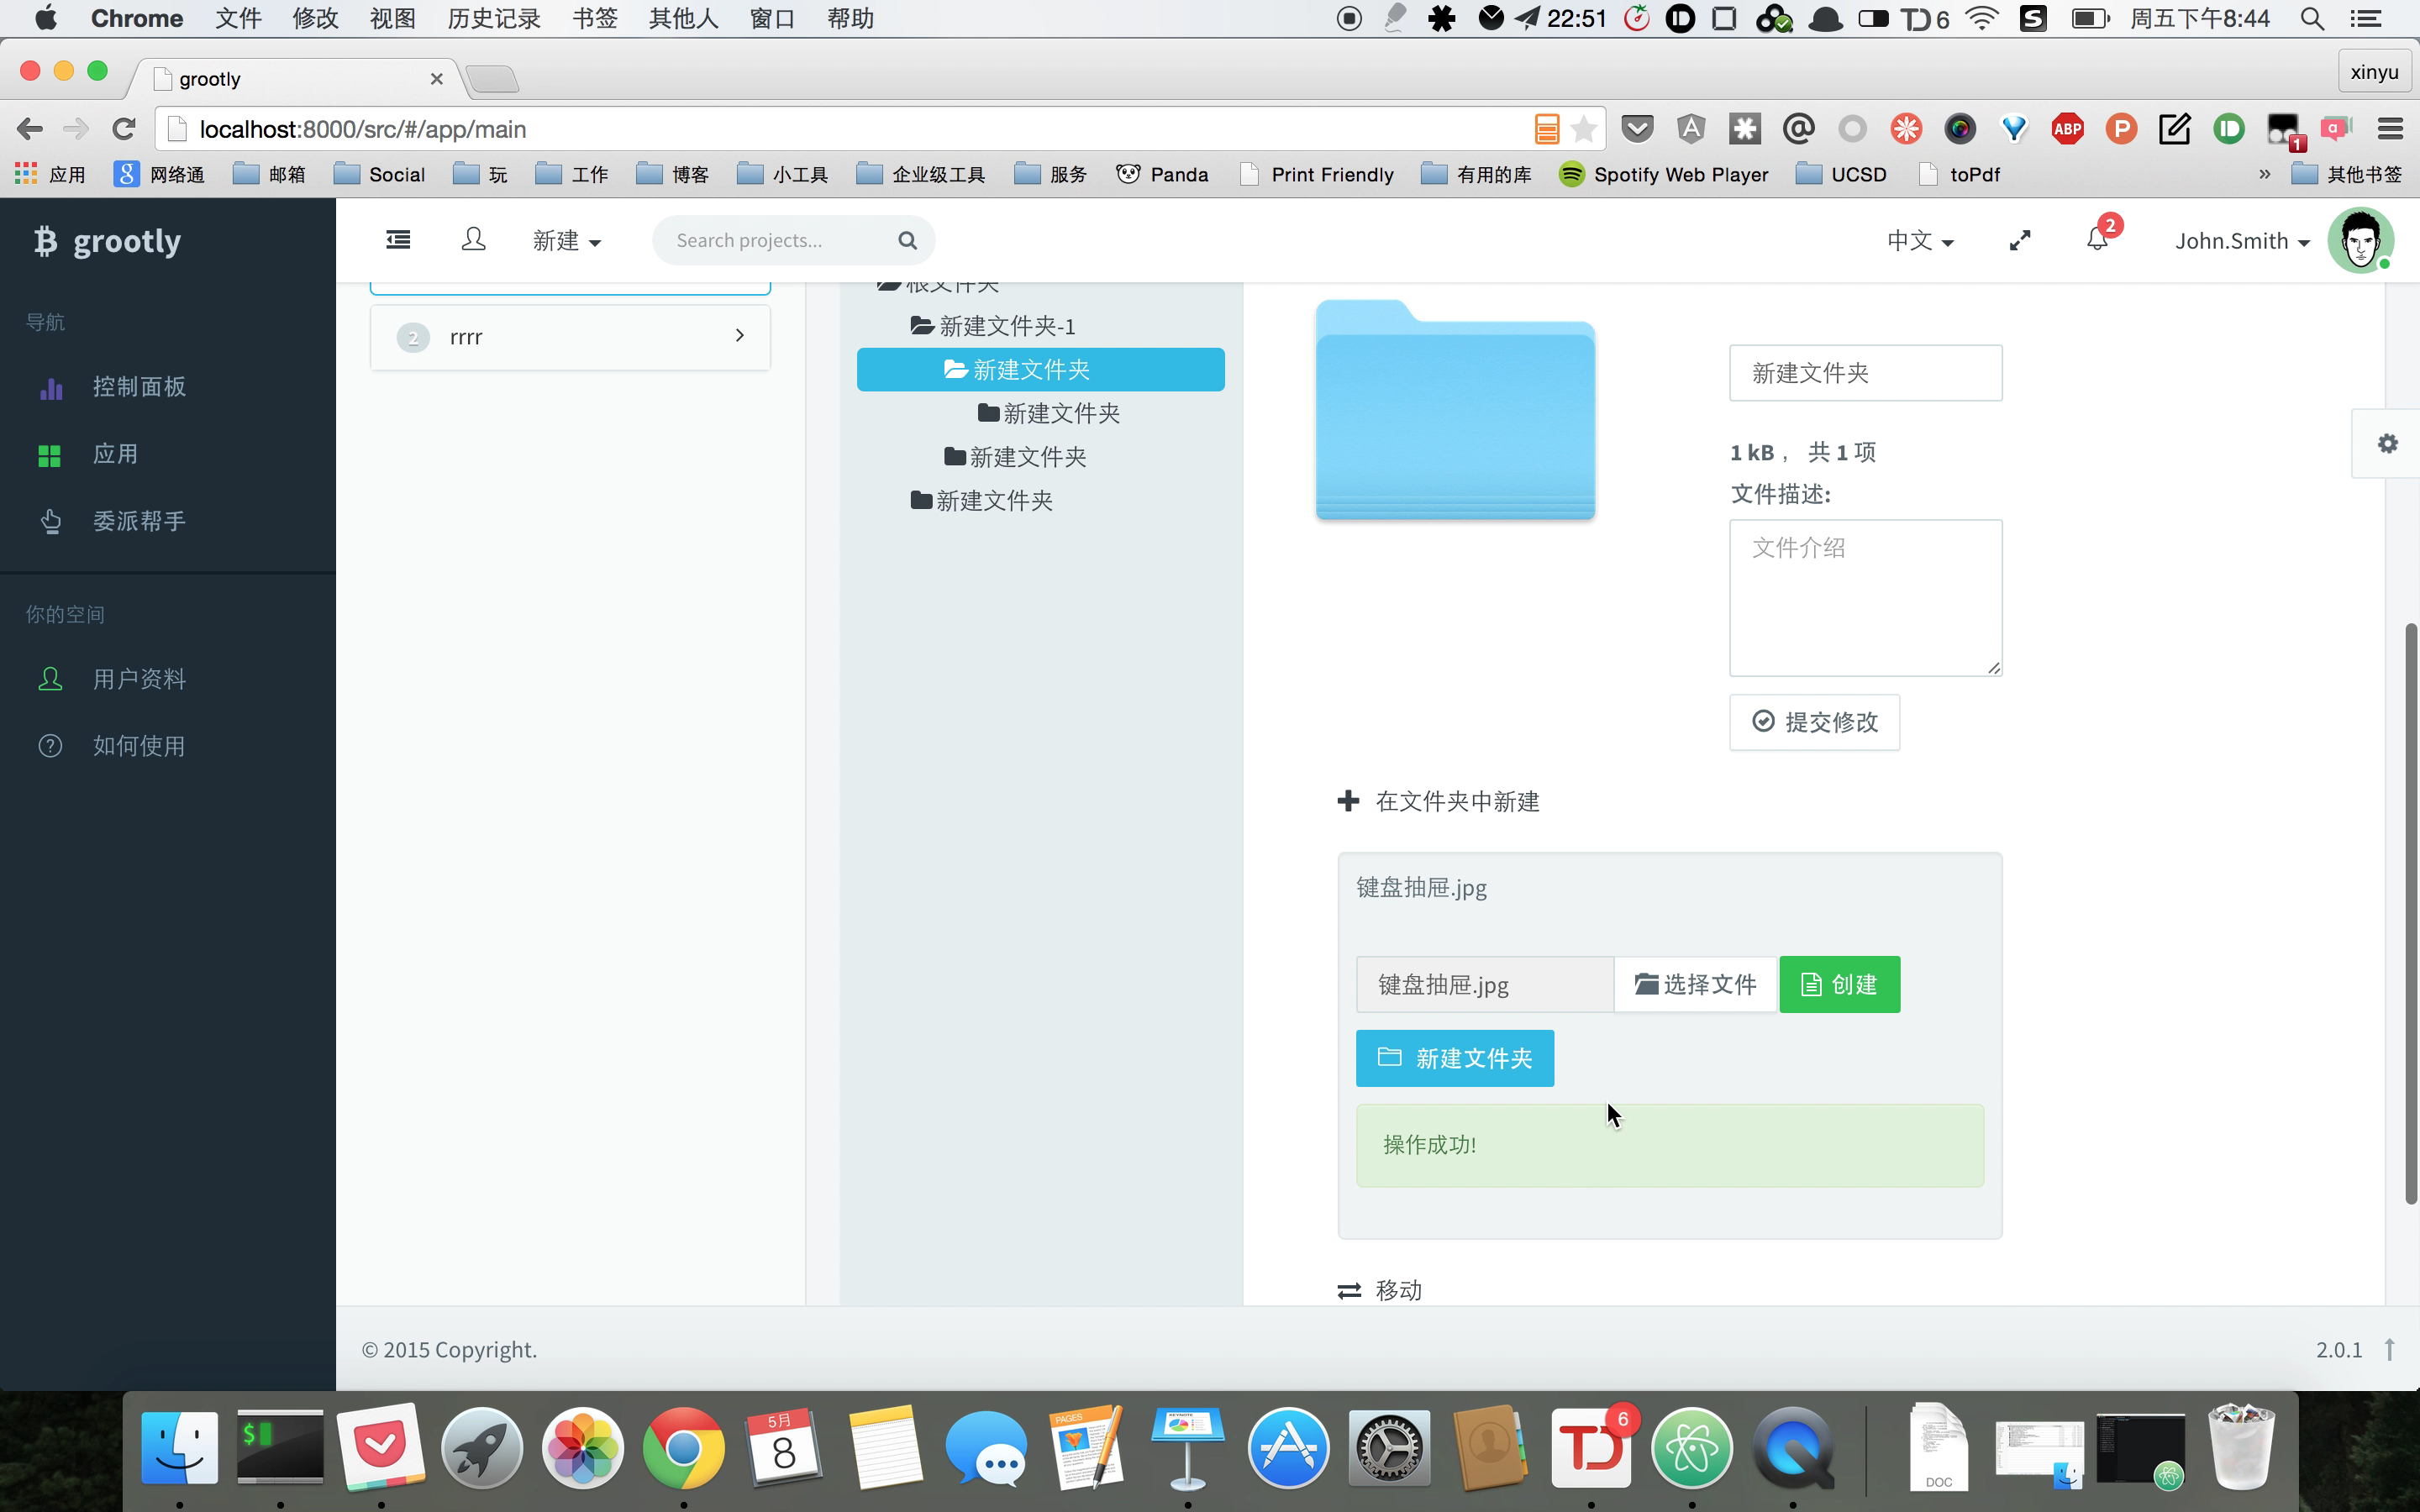 Chrome 文件 修改 视图 历史记录 书签 其他人 窗口 帮助 22:51 6 周五下午8:44
grootly xinyu
localhost:8000/src/#/app/main
应用 网络通 邮箱 Social 玩 工作 博客 小工具 企业级工具 服务 Panda Print Friendly 有用的库 Spotify Web Player UCSD toPdf » 其他书签
grootly
新建 Search projects... 中文 2 John.Smith
导航
控制面板
应用
委派帮手
你的空间
用户资料
如何使用
2 rrrr
根文件夹
新建文件夹-1
新建文件夹
新建文件夹
新建文件夹
新建文件夹
新建文件夹
1 kB , 共 1 项
文件描述:
文件介绍
提交修改
在文件夹中新建
键盘抽屉.jpg
键盘抽屉.jpg 选择文件 创建
新建文件夹
操作成功!
移动
© 2015 Copyright. 2.0.1
5月
8
PAGES
KEYNOTE
6
DOC